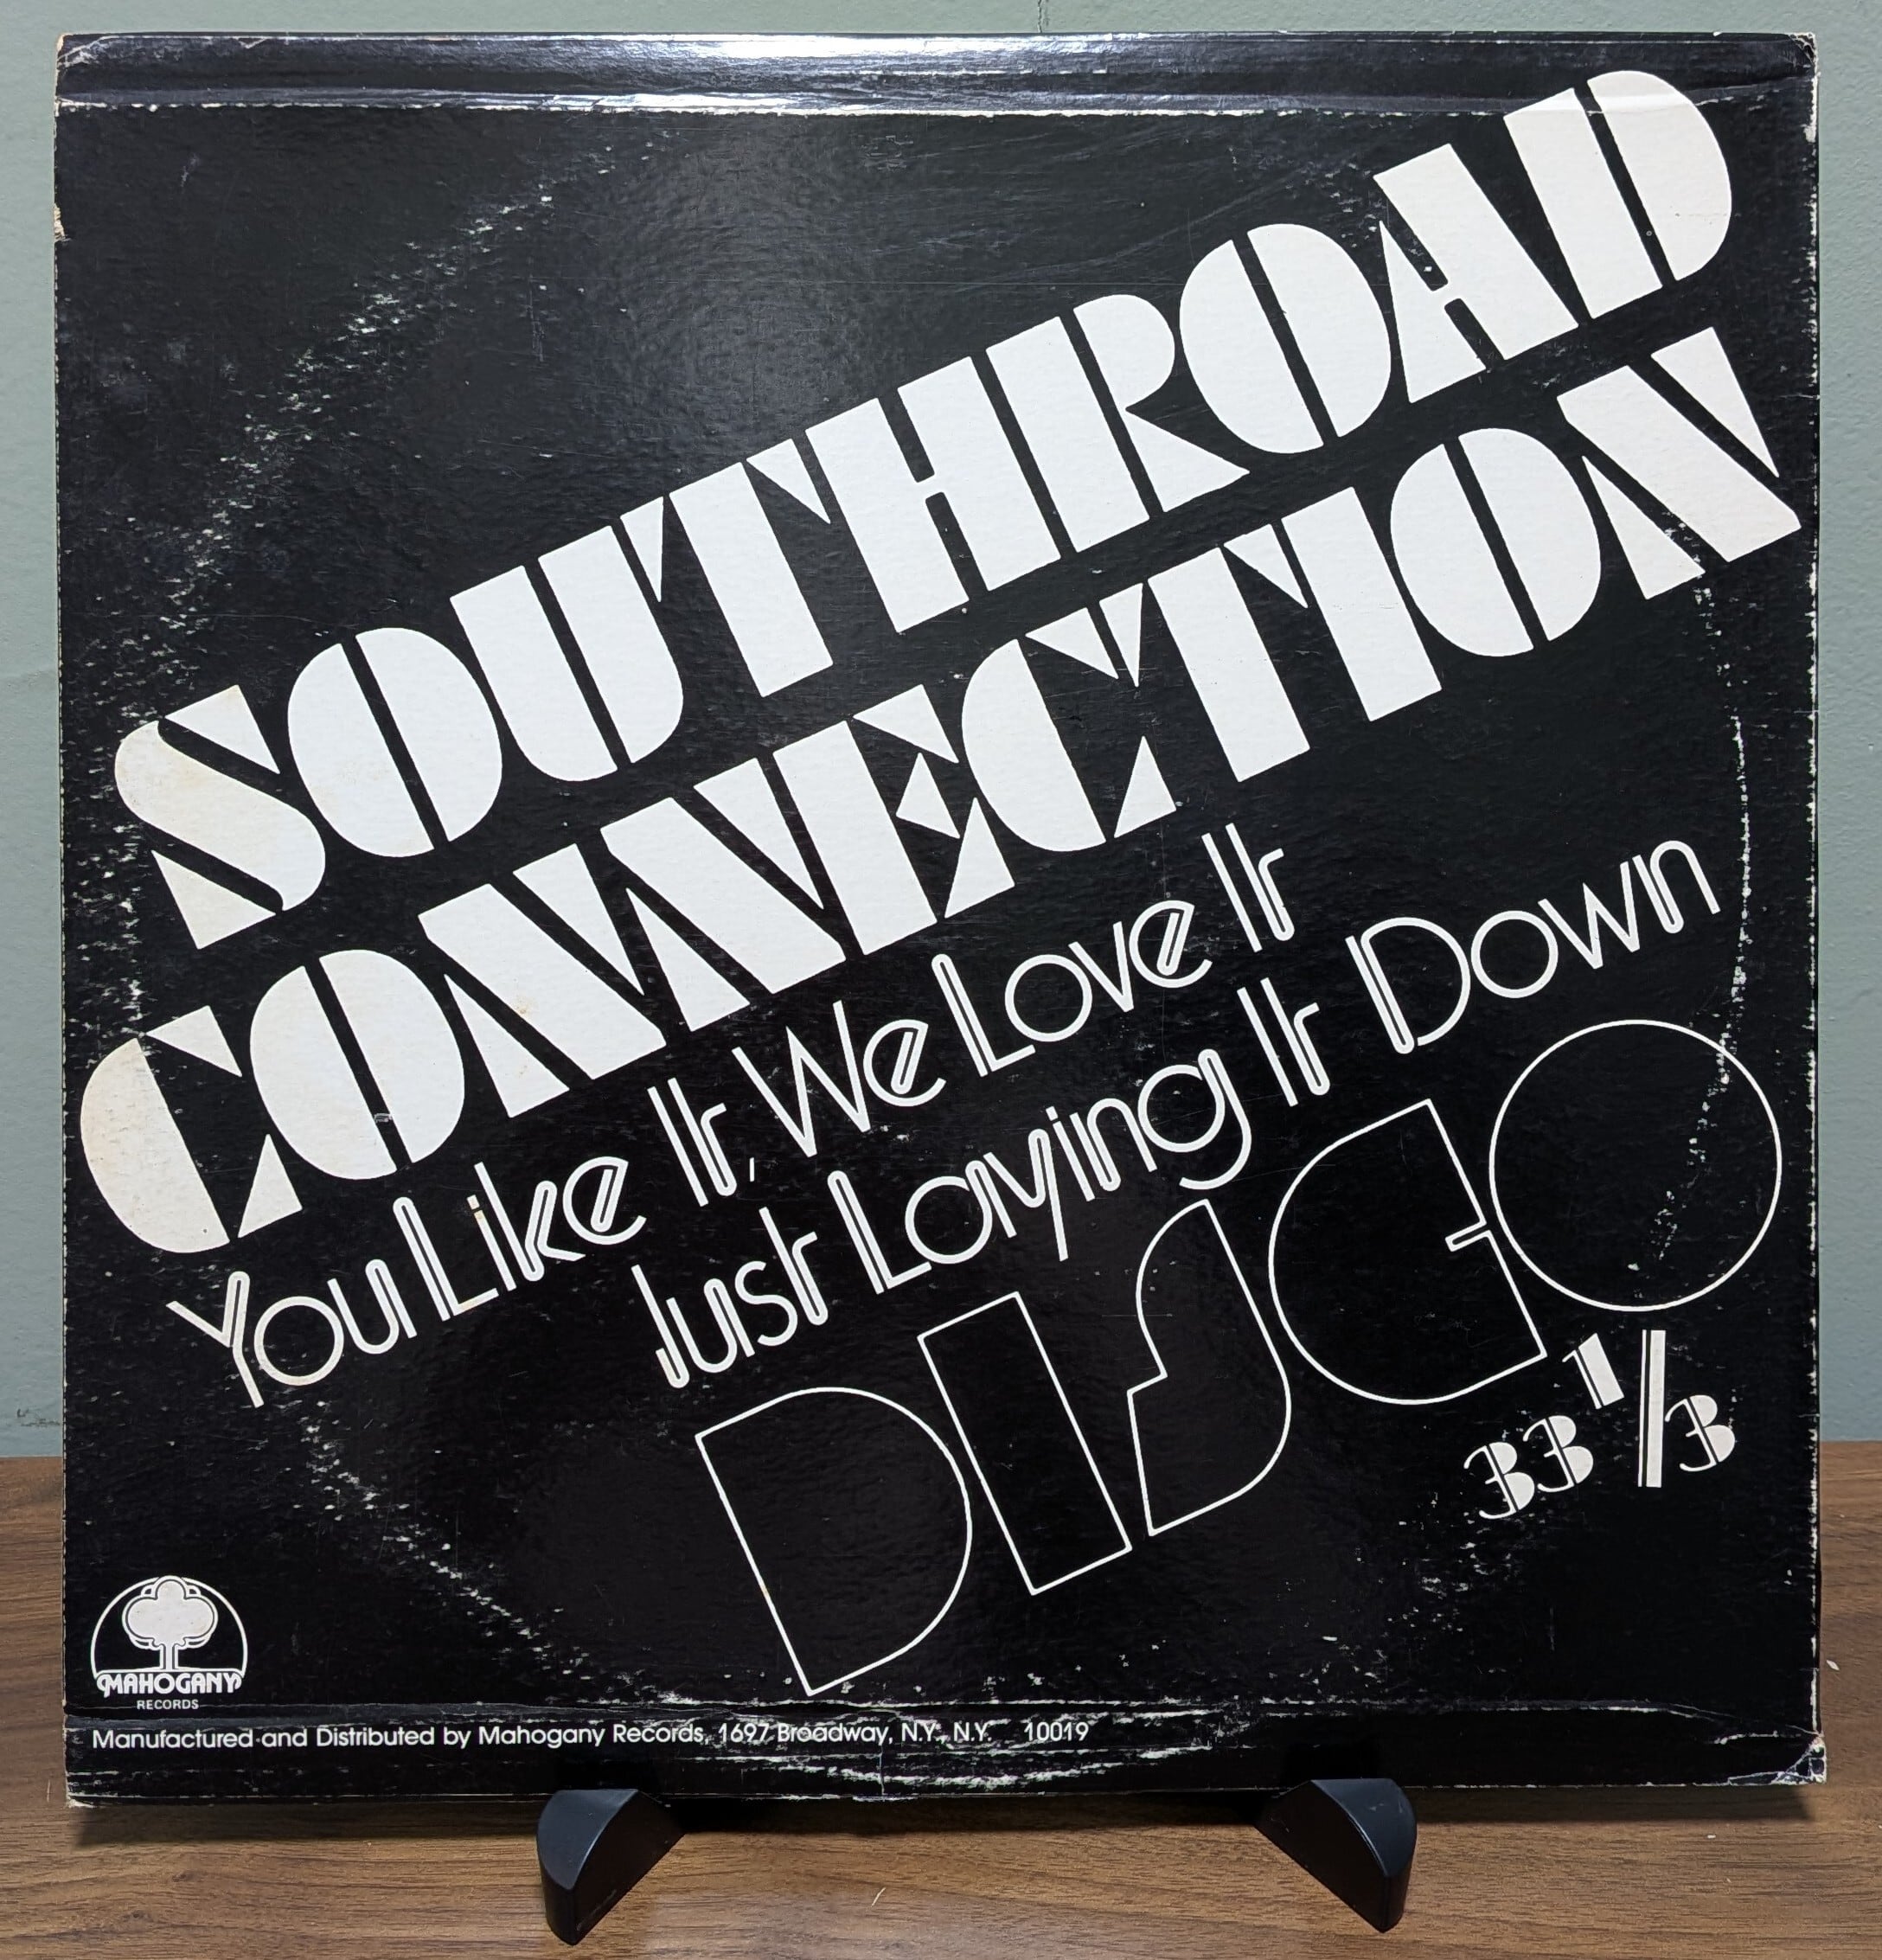 SOUTHROAD
CONNECTION
You Like It, We Love It
Just Laying It Down
DISCO
33 1/3
MAHOGANY
RECORDS
Manufactured and Distributed by Mahogany Records, 1697 Broadway, N.Y., N.Y. 10019